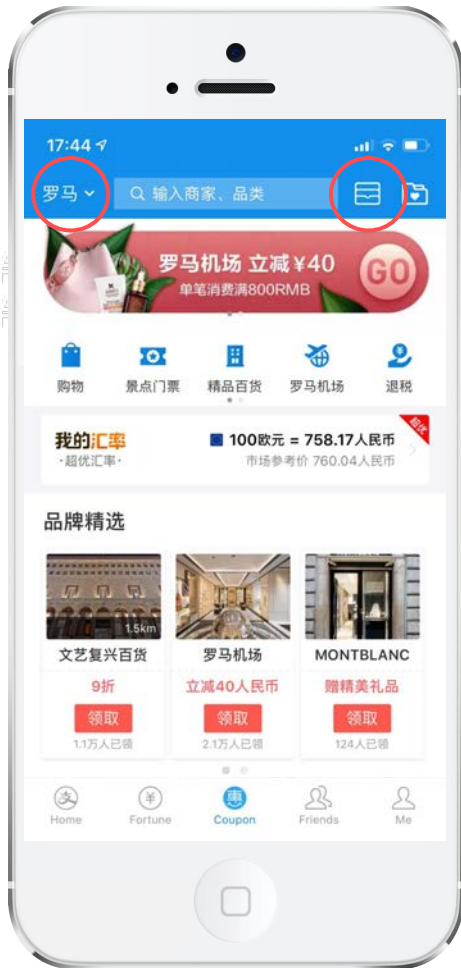 17:44
罗马
输入商家、品类
罗马机场 立减¥40
单笔消费满800RMB
GO
购物
景点门票
精品百货
罗马机场
退税
我的汇率
·超优汇率·
100欧元 = 758.17人民币
市场参考价 760.04人民币
超优
品牌精选
1.5km
文艺复兴百货
罗马机场
MONTBLANC
9折
立减40人民币
赠精美礼品
领取
领取
领取
1.1万人已领
2.1万人已领
124人已领
Home
Fortune
惠
Coupon
Friends
Me